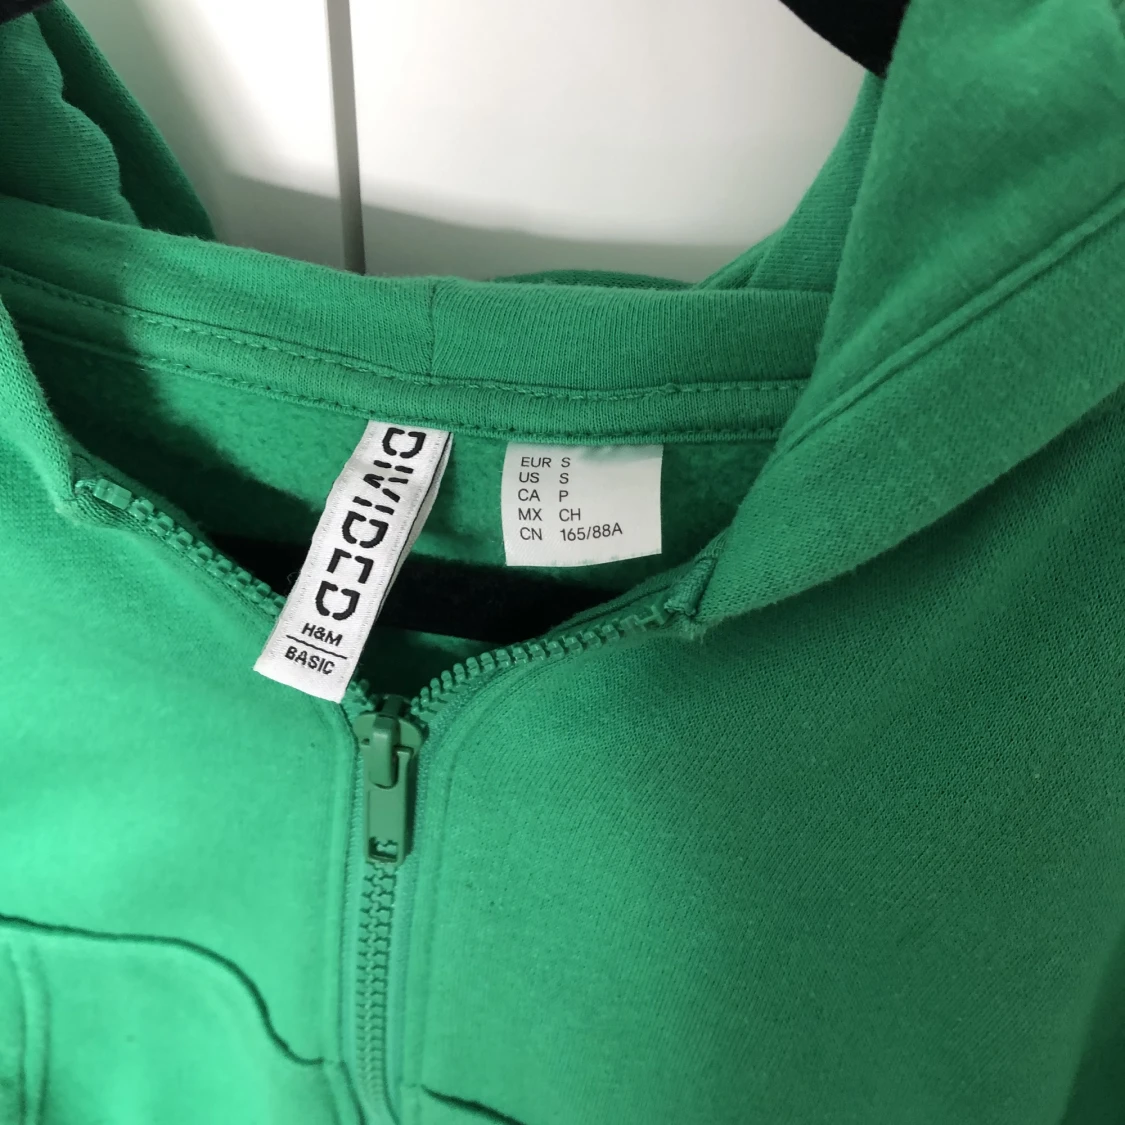 DIVIDED
H&M
BASIC
EUR S
US S
CA P
MX CH
CN 165/88A